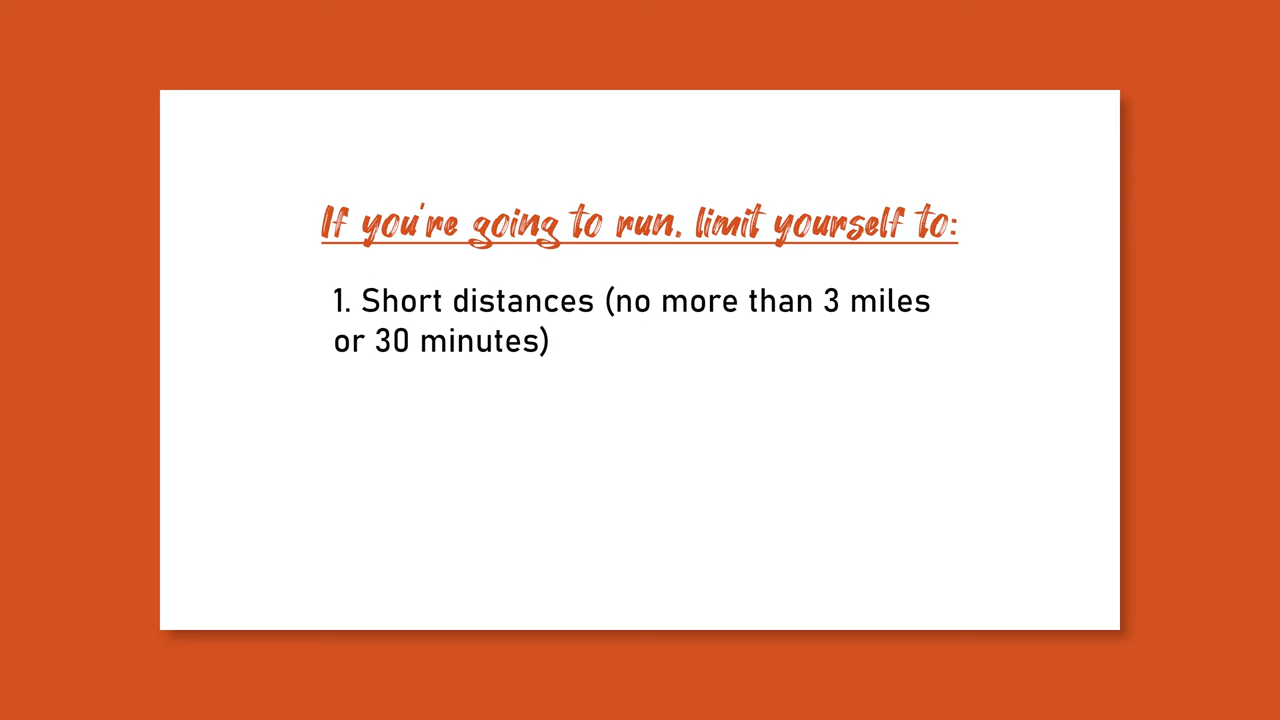 If you're going to run, limit yourself to:
1. Short distances (no more than 3 miles
or 30 minutes)